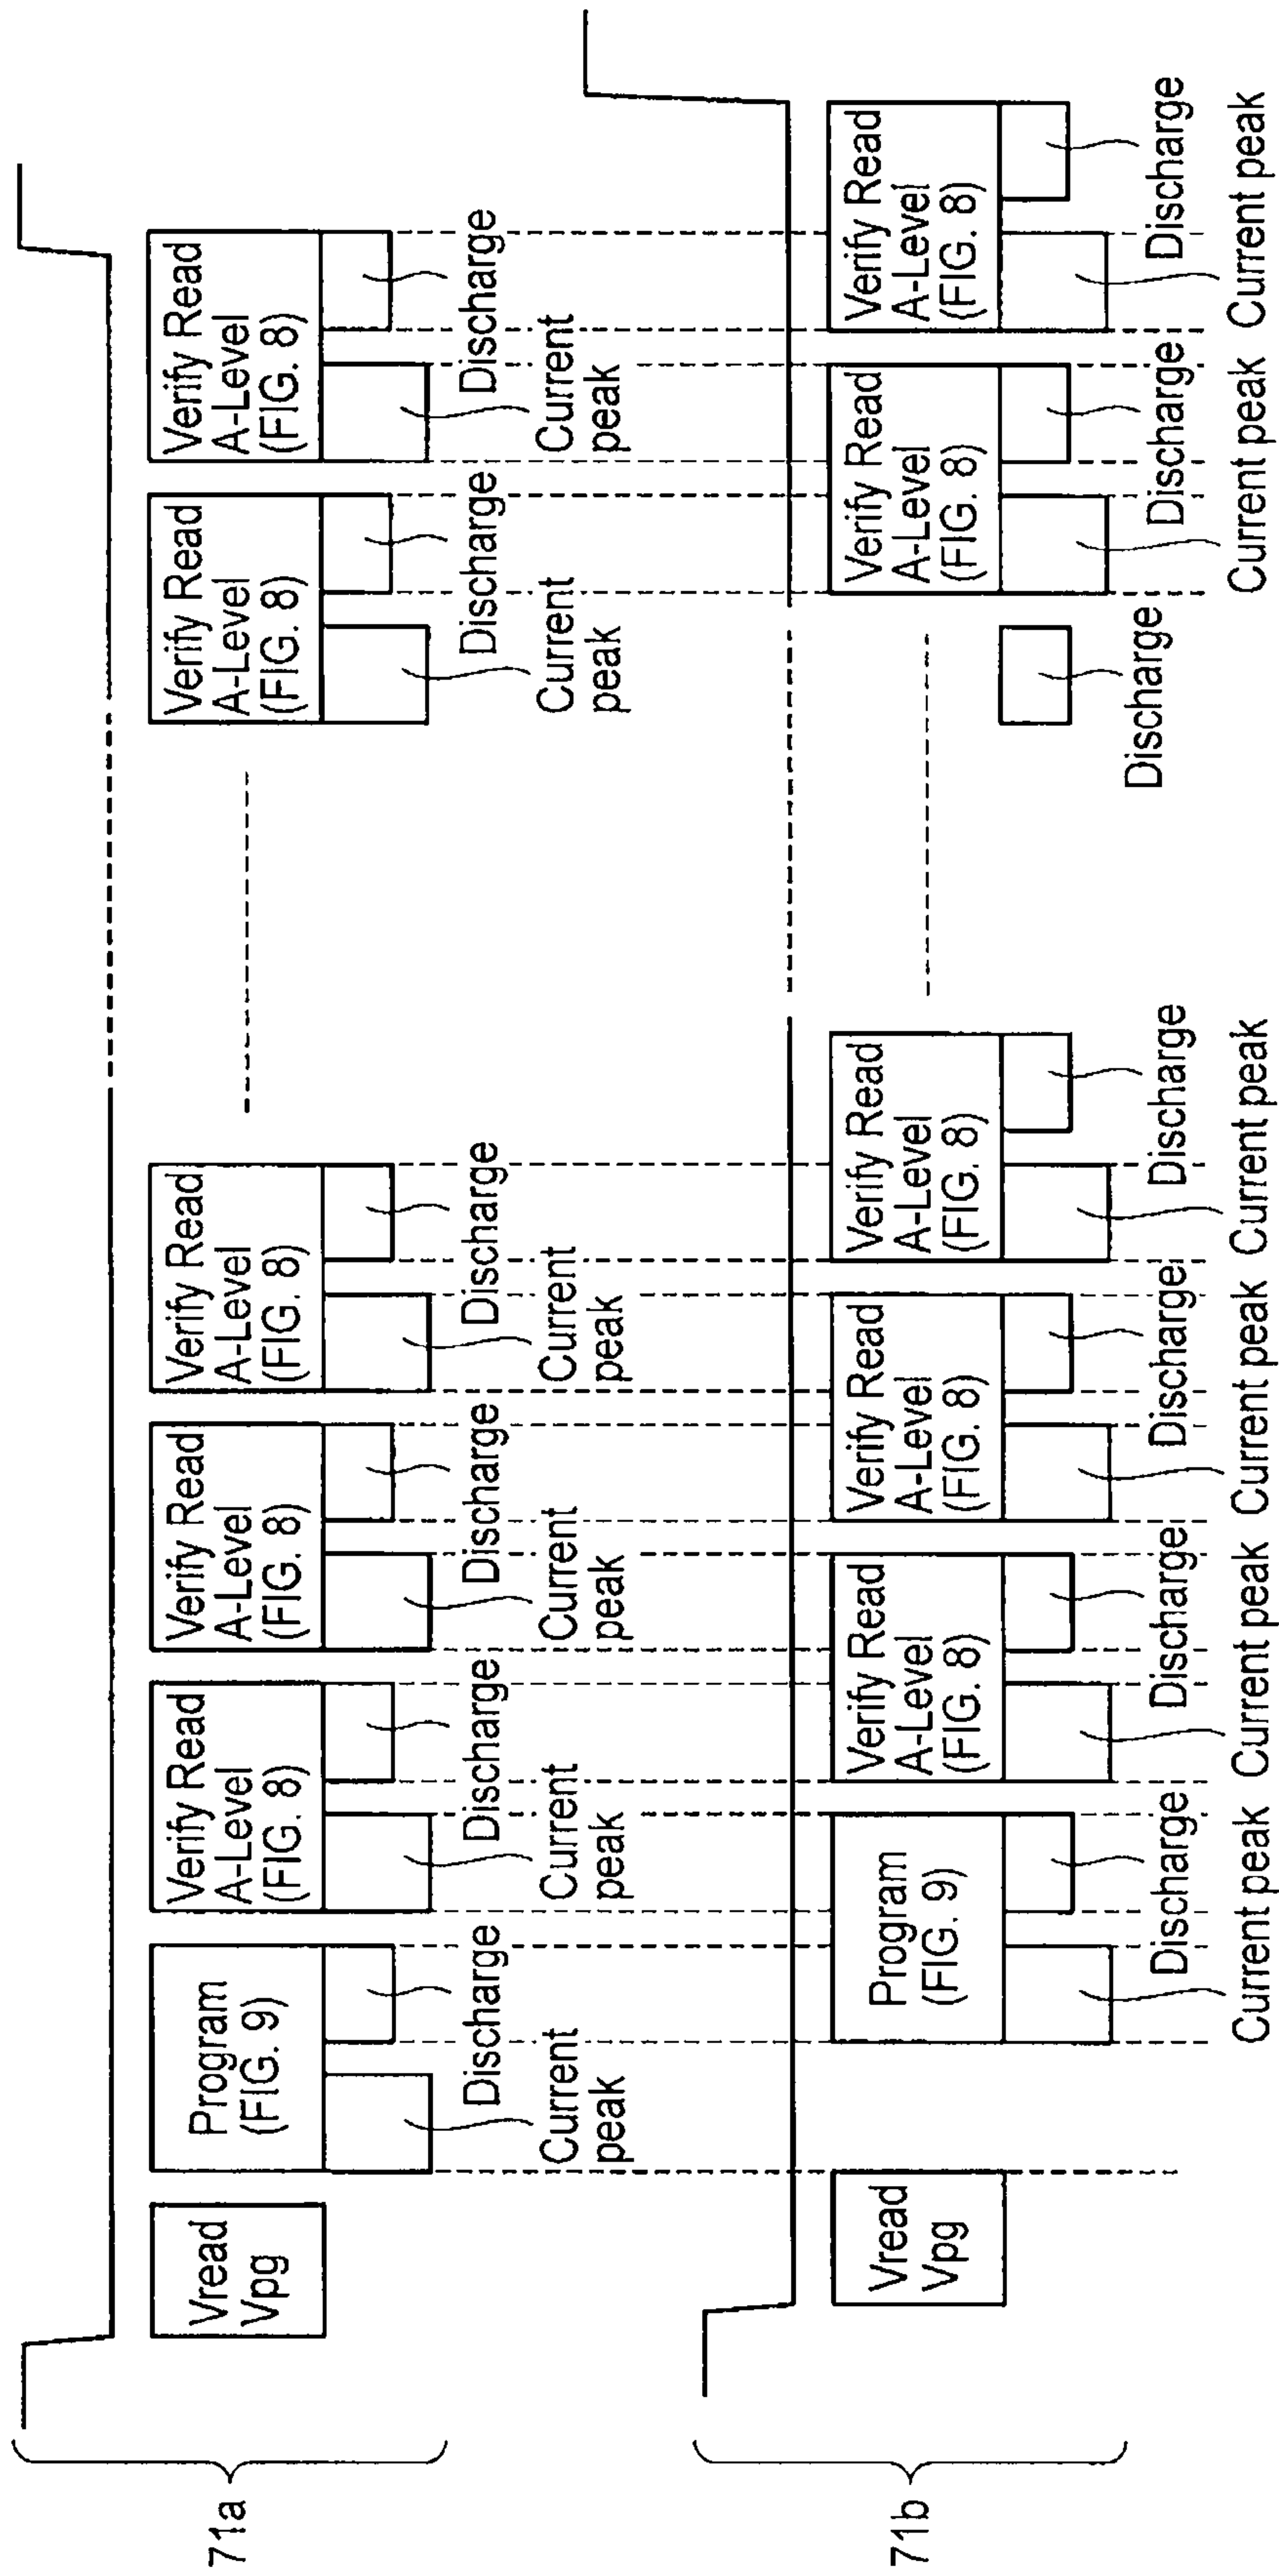 71a
Vread
Vpg
Program
(FIG. 9)
Verify Read
A-Level
(FIG. 8)
Verify Read
A-Level
(FIG. 8)
Verify Read
A-Level
(FIG. 8)
Verify Read
A-Level
(FIG. 8)
Verify Read
A-Level
(FIG. 8)
Discharge
Current
peak
Discharge
Current
peak
Discharge
Current
peak
Discharge
Current
peak
Discharge
Current
peak
Discharge
Current
peak
71b
Vread
Vpg
Program
(FIG. 9)
Verify Read
A-Level
(FIG. 8)
Verify Read
A-Level
(FIG. 8)
Verify Read
A-Level
(FIG. 8)
Verify Read
A-Level
(FIG. 8)
Verify Read
A-Level
(FIG. 8)
Discharge
Discharge
Discharge
Discharge
Discharge
Discharge
Discharge
Current peak
Current peak
Current peak
Current peak
Current peak
Current peak